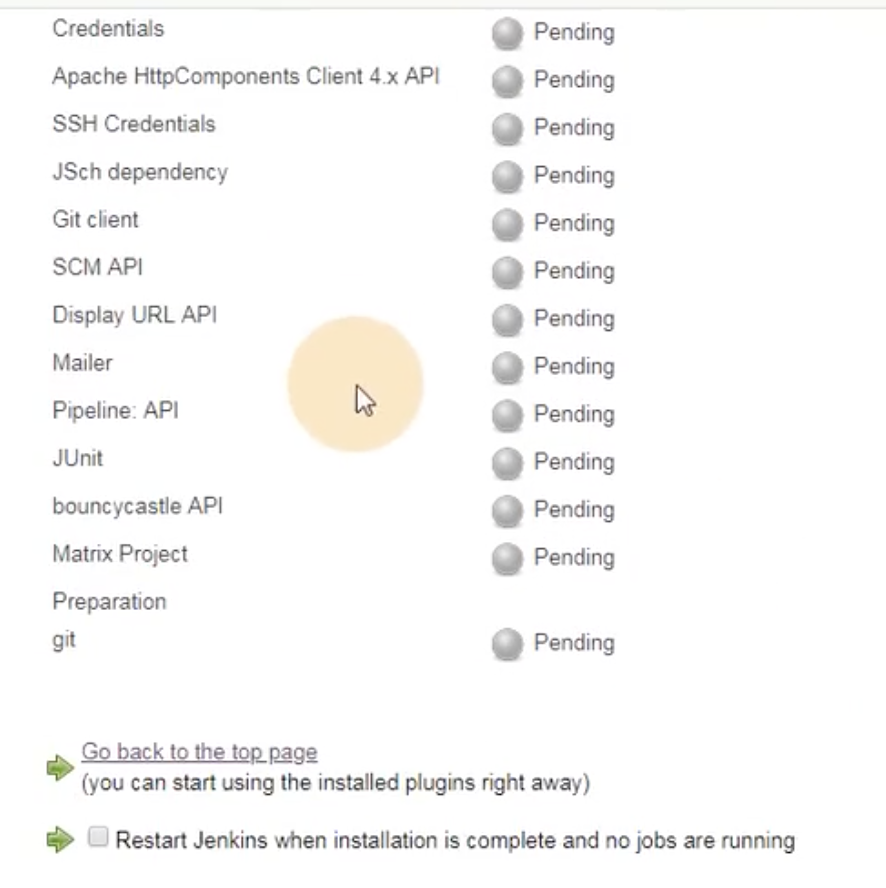 Credentials Pending
Apache HttpComponents Client 4.x API Pending
SSH Credentials Pending
JSch dependency Pending
Git client Pending
SCM API Pending
Display URL API Pending
Mailer Pending
Pipeline: API Pending
JUnit Pending
bouncycastle API Pending
Matrix Project Pending
Preparation
git Pending
Go back to the top page
(you can start using the installed plugins right away)
Restart Jenkins when installation is complete and no jobs are running